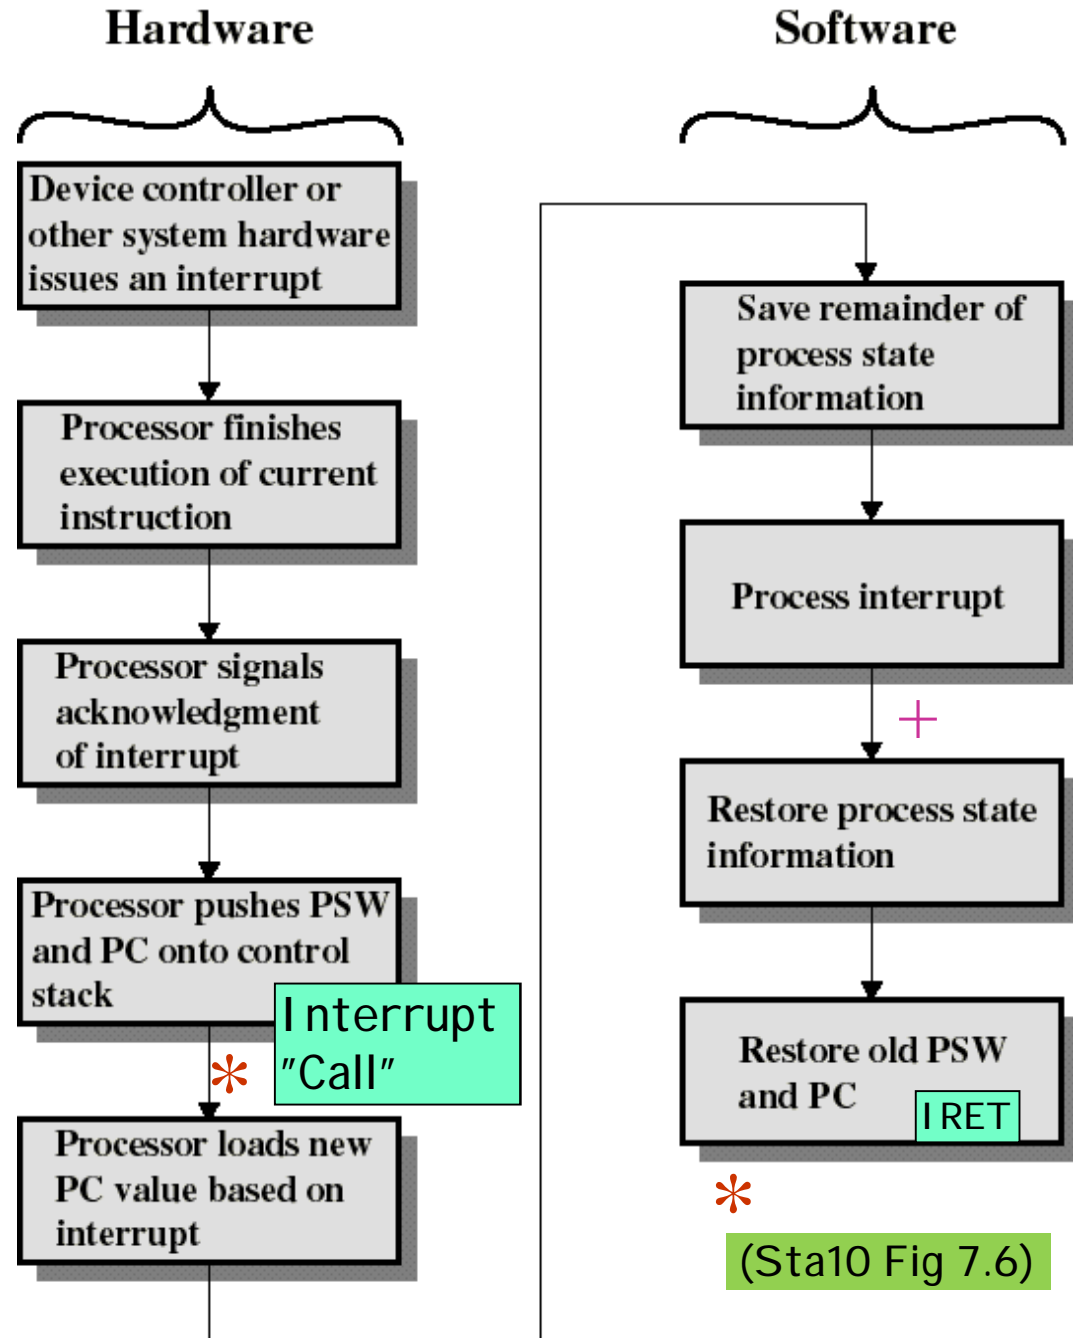 Hardware
Device controller or
other system hardware
issues an interrupt
Processor finishes
execution of current
instruction
Processor signals
acknowledgment
of interrupt
Processor pushes PSW
and PC onto control
stack
Interrupt
"Call"
*
Processor loads new
PC value based on
interrupt
Software
Save remainder of
process state
information
Process interrupt
+
Restore process state
information
Restore old PSW
and PC
IRET
*
(Sta10 Fig 7.6)